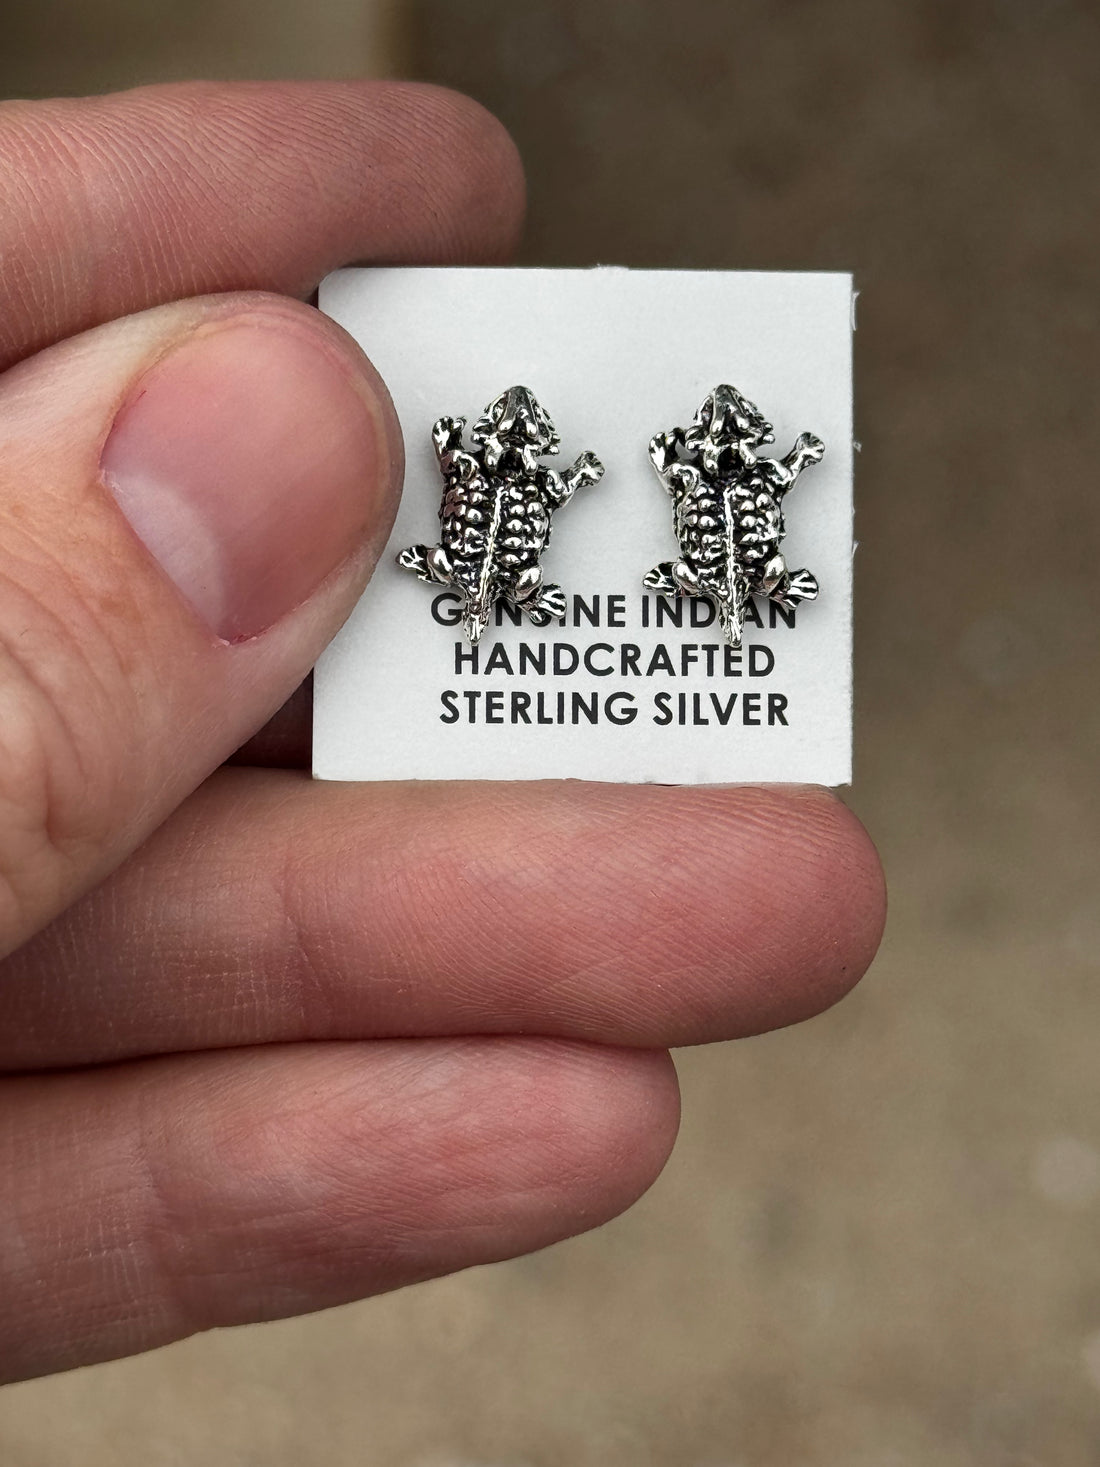 GENUINE INDIAN
HANDCRAFTED
STERLING SILVER